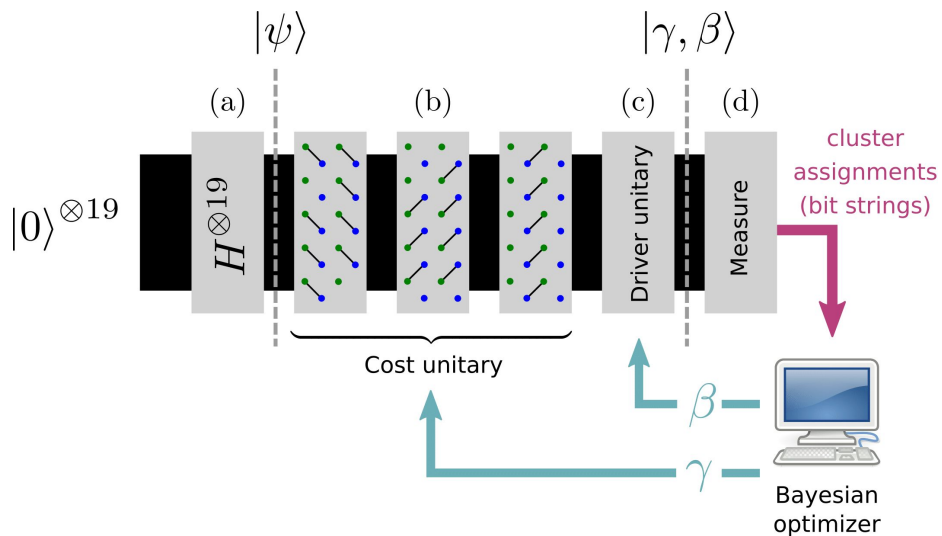 |ψ⟩
|γ, β⟩
(a)
(b)
(c)
(d)
|0⟩⊗19
H⊗19
Driver unitary
Measure
cluster
assignments
(bit strings)
Cost unitary
β
γ
Bayesian
optimizer